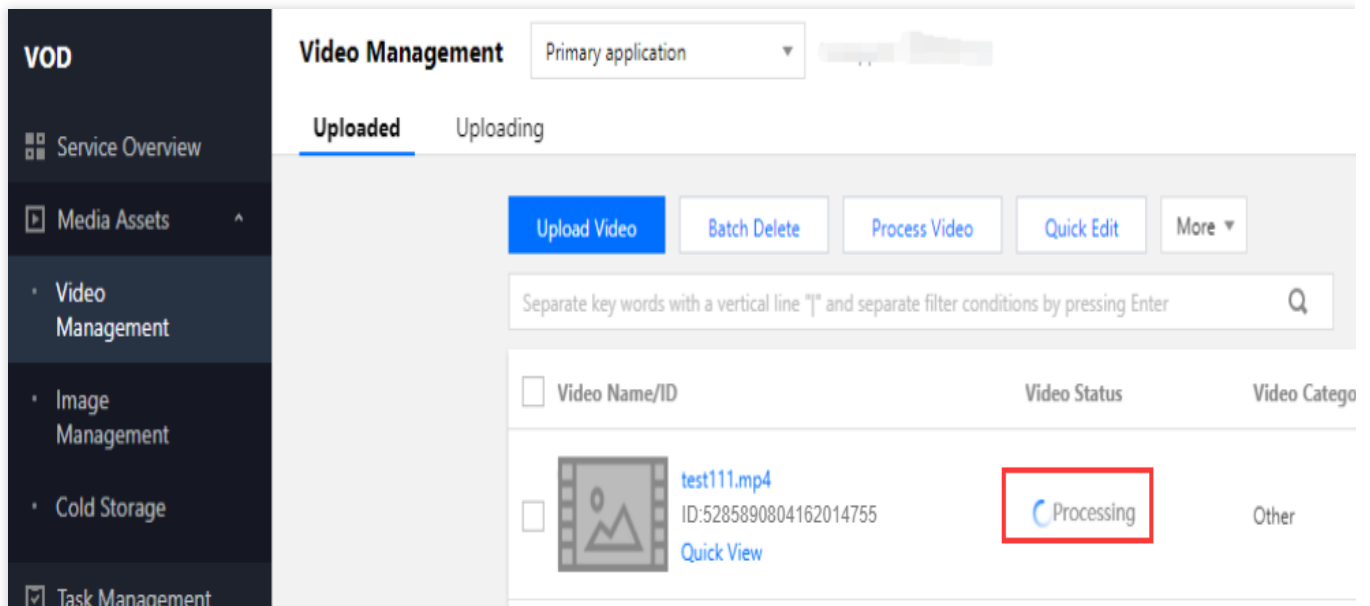 VOD
Service Overview
Media Assets
Video
Management
Image
Management
Cold Storage
Task Management
Video Management
Primary application
Uploaded
Uploading
Upload Video
Batch Delete
Process Video
Quick Edit
More
Separate key words with a vertical line "|" and separate filter conditions by pressing Enter
Video Name/ID Video Status Video Catego
test111.mp4
ID:5285890804162014755
Quick View
Processing
Other